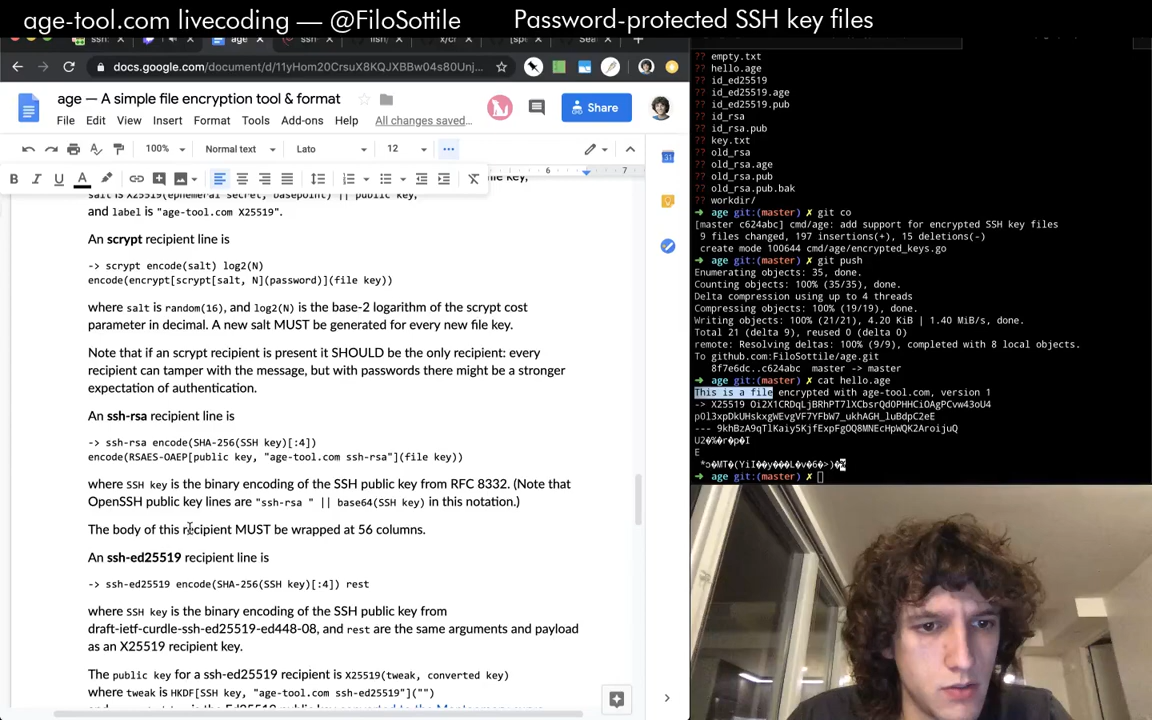 age-tool.com livecoding — @FiloSottile
Password-protected SSH key files
age
docs.google.com/document/d/11yHom20CrsuX8KQJXBBw04s80Unj...
age — A simple file encryption tool & format
Share
File Edit View Insert Format Tools Add-ons Help All changes saved...
100% Normal text Lato 12
6 7
and label is "age-tool.com X25519".
An scrypt recipient line is
-> scrypt encode(salt) log2(N)
encode(encrypt[scrypt[salt, N](password)](file key))
where salt is random(16), and log2(N) is the base-2 logarithm of the scrypt cost
parameter in decimal. A new salt MUST be generated for every new file key.
Note that if an scrypt recipient is present it SHOULD be the only recipient: every
recipient can tamper with the message, but with passwords there might be a stronger
expectation of authentication.
An ssh-rsa recipient line is
-> ssh-rsa encode(SHA-256(SSH key)[:4])
encode(RSAES-OAEP[public key, "age-tool.com ssh-rsa"](file key))
where SSH key is the binary encoding of the SSH public key from RFC 8332. (Note that
OpenSSH public key lines are "ssh-rsa " || base64(SSH key) in this notation.)
The body of this recipient MUST be wrapped at 56 columns.
An ssh-ed25519 recipient line is
-> ssh-ed25519 encode(SHA-256(SSH key)[:4]) rest
where SSH key is the binary encoding of the SSH public key from
draft-ietf-curdle-ssh-ed25519-ed448-08, and rest are the same arguments and payload
as an X25519 recipient key.
The public key for a ssh-ed25519 recipient is X25519(tweak, converted key)
where tweak is HKDF[SSH key, "age-tool.com ssh-ed25519"]("")
?? empty.txt
?? hello.age
?? id_ed25519
?? id_ed25519.age
?? id_ed25519.pub
?? id_rsa
?? id_rsa.pub
?? key.txt
?? old_rsa
?? old_rsa.age
?? old_rsa.pub
?? old_rsa.pub.bak
?? workdir/
➜ age git:(master) ✗ git co
[master c624abc] cmd/age: add support for encrypted SSH key files
9 files changed, 197 insertions(+), 15 deletions(-)
create mode 100644 cmd/age/encrypted_keys.go
➜ age git:(master) ✗ git push
Enumerating objects: 35, done.
Counting objects: 100% (35/35), done.
Delta compression using up to 4 threads
Compressing objects: 100% (19/19), done.
Writing objects: 100% (21/21), 4.20 KiB | 1.40 MiB/s, done.
Total 21 (delta 9), reused 0 (delta 0)
remote: Resolving deltas: 100% (9/9), completed with 8 local objects.
To github.com:FiloSottile/age.git
8f7e6dc..c624abc master -> master
➜ age git:(master) ✗ cat hello.age
This is a file encrypted with age-tool.com, version 1
-> X25519 Oi2X1CRDqLjBRhPT7lXCbsrQd0PHHCiOAgPCvw43oU4
p0l3xpDkUHskxgWEvgVF7YFbW7_ukhAGH_luBdpC2eE
--- 9khBzA9qTlKaiy5KjfExpFgOQ8MNEcHpWQK2AroijuQ
➜ age git:(master) ✗